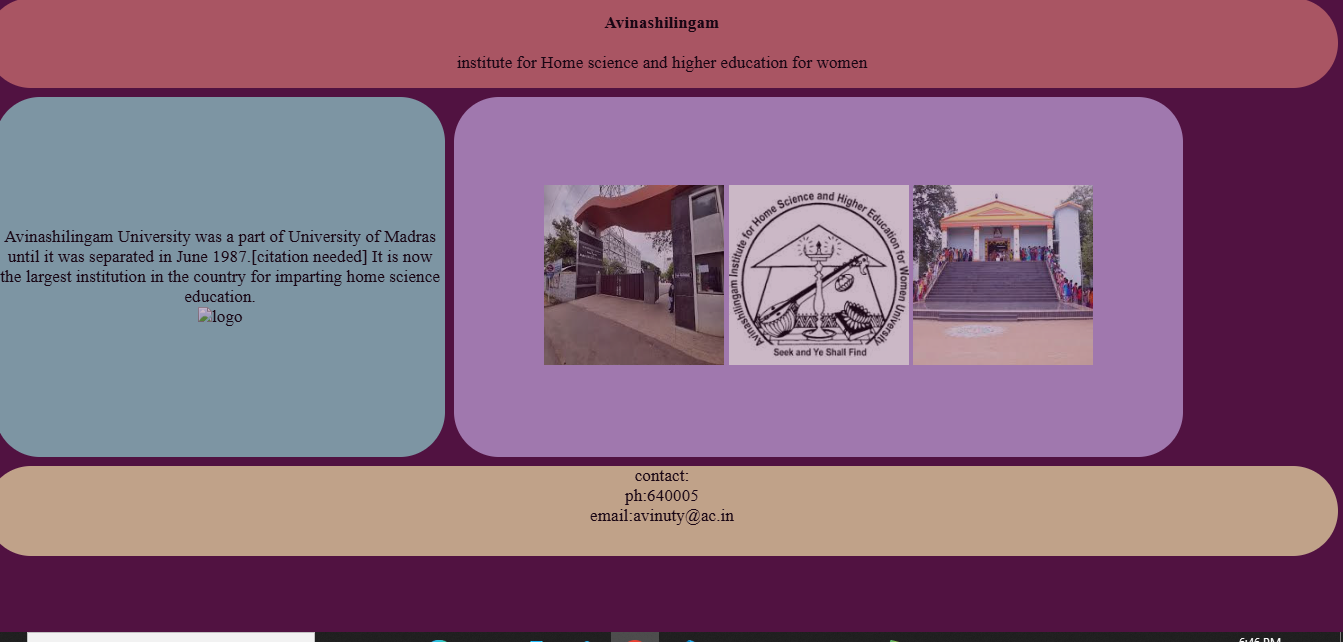 Avinashilingam
institute for Home science and higher education for women
Avinashilingam University was a part of University of Madras
until it was separated in June 1987.[citation needed] It is now
the largest institution in the country for imparting home science
education.
logo
Avinashilingam Institute for Home Science and Higher Education for Women University
Seek and Ye Shall Find
contact:
ph:640005
email:avinuty@ac.in